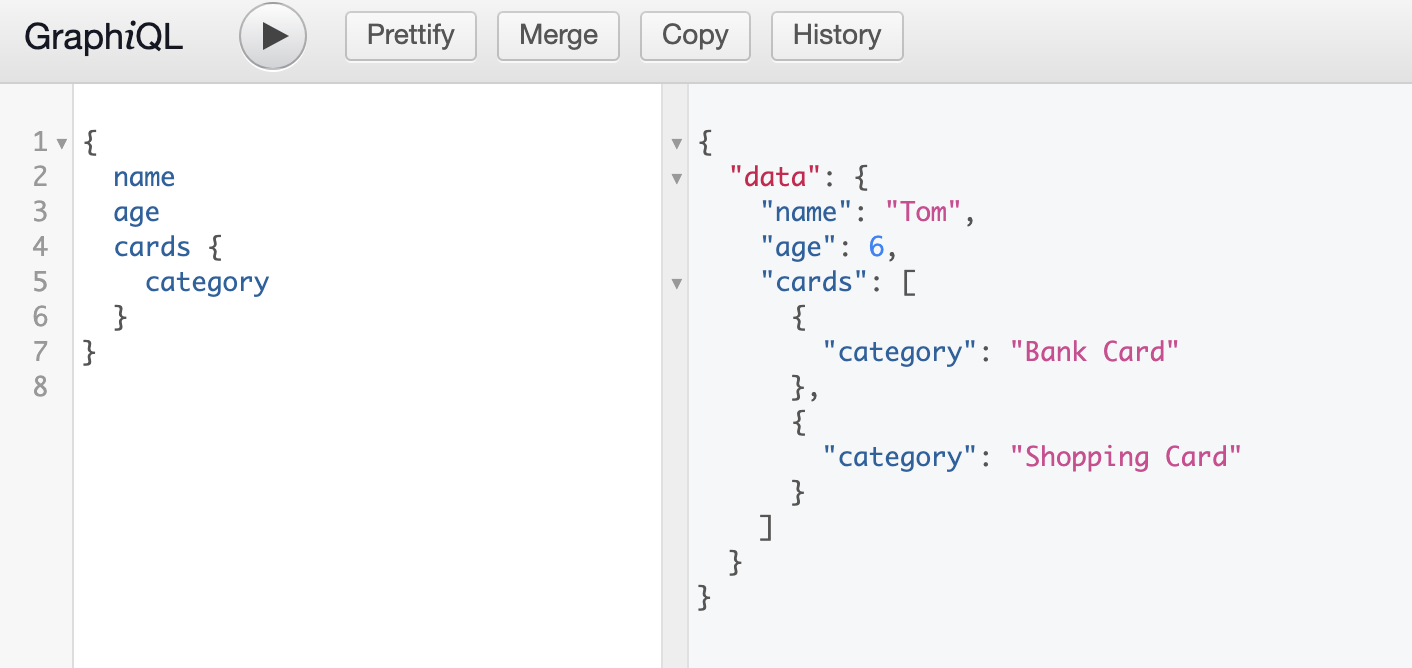 GraphiQL Prettify Merge Copy History
1 {
2   name
3   age
4   cards {
5     category
6   }
7 }
8
{
  "data": {
    "name": "Tom",
    "age": 6,
    "cards": [
      {
        "category": "Bank Card"
      },
      {
        "category": "Shopping Card"
      }
    ]
  }
}